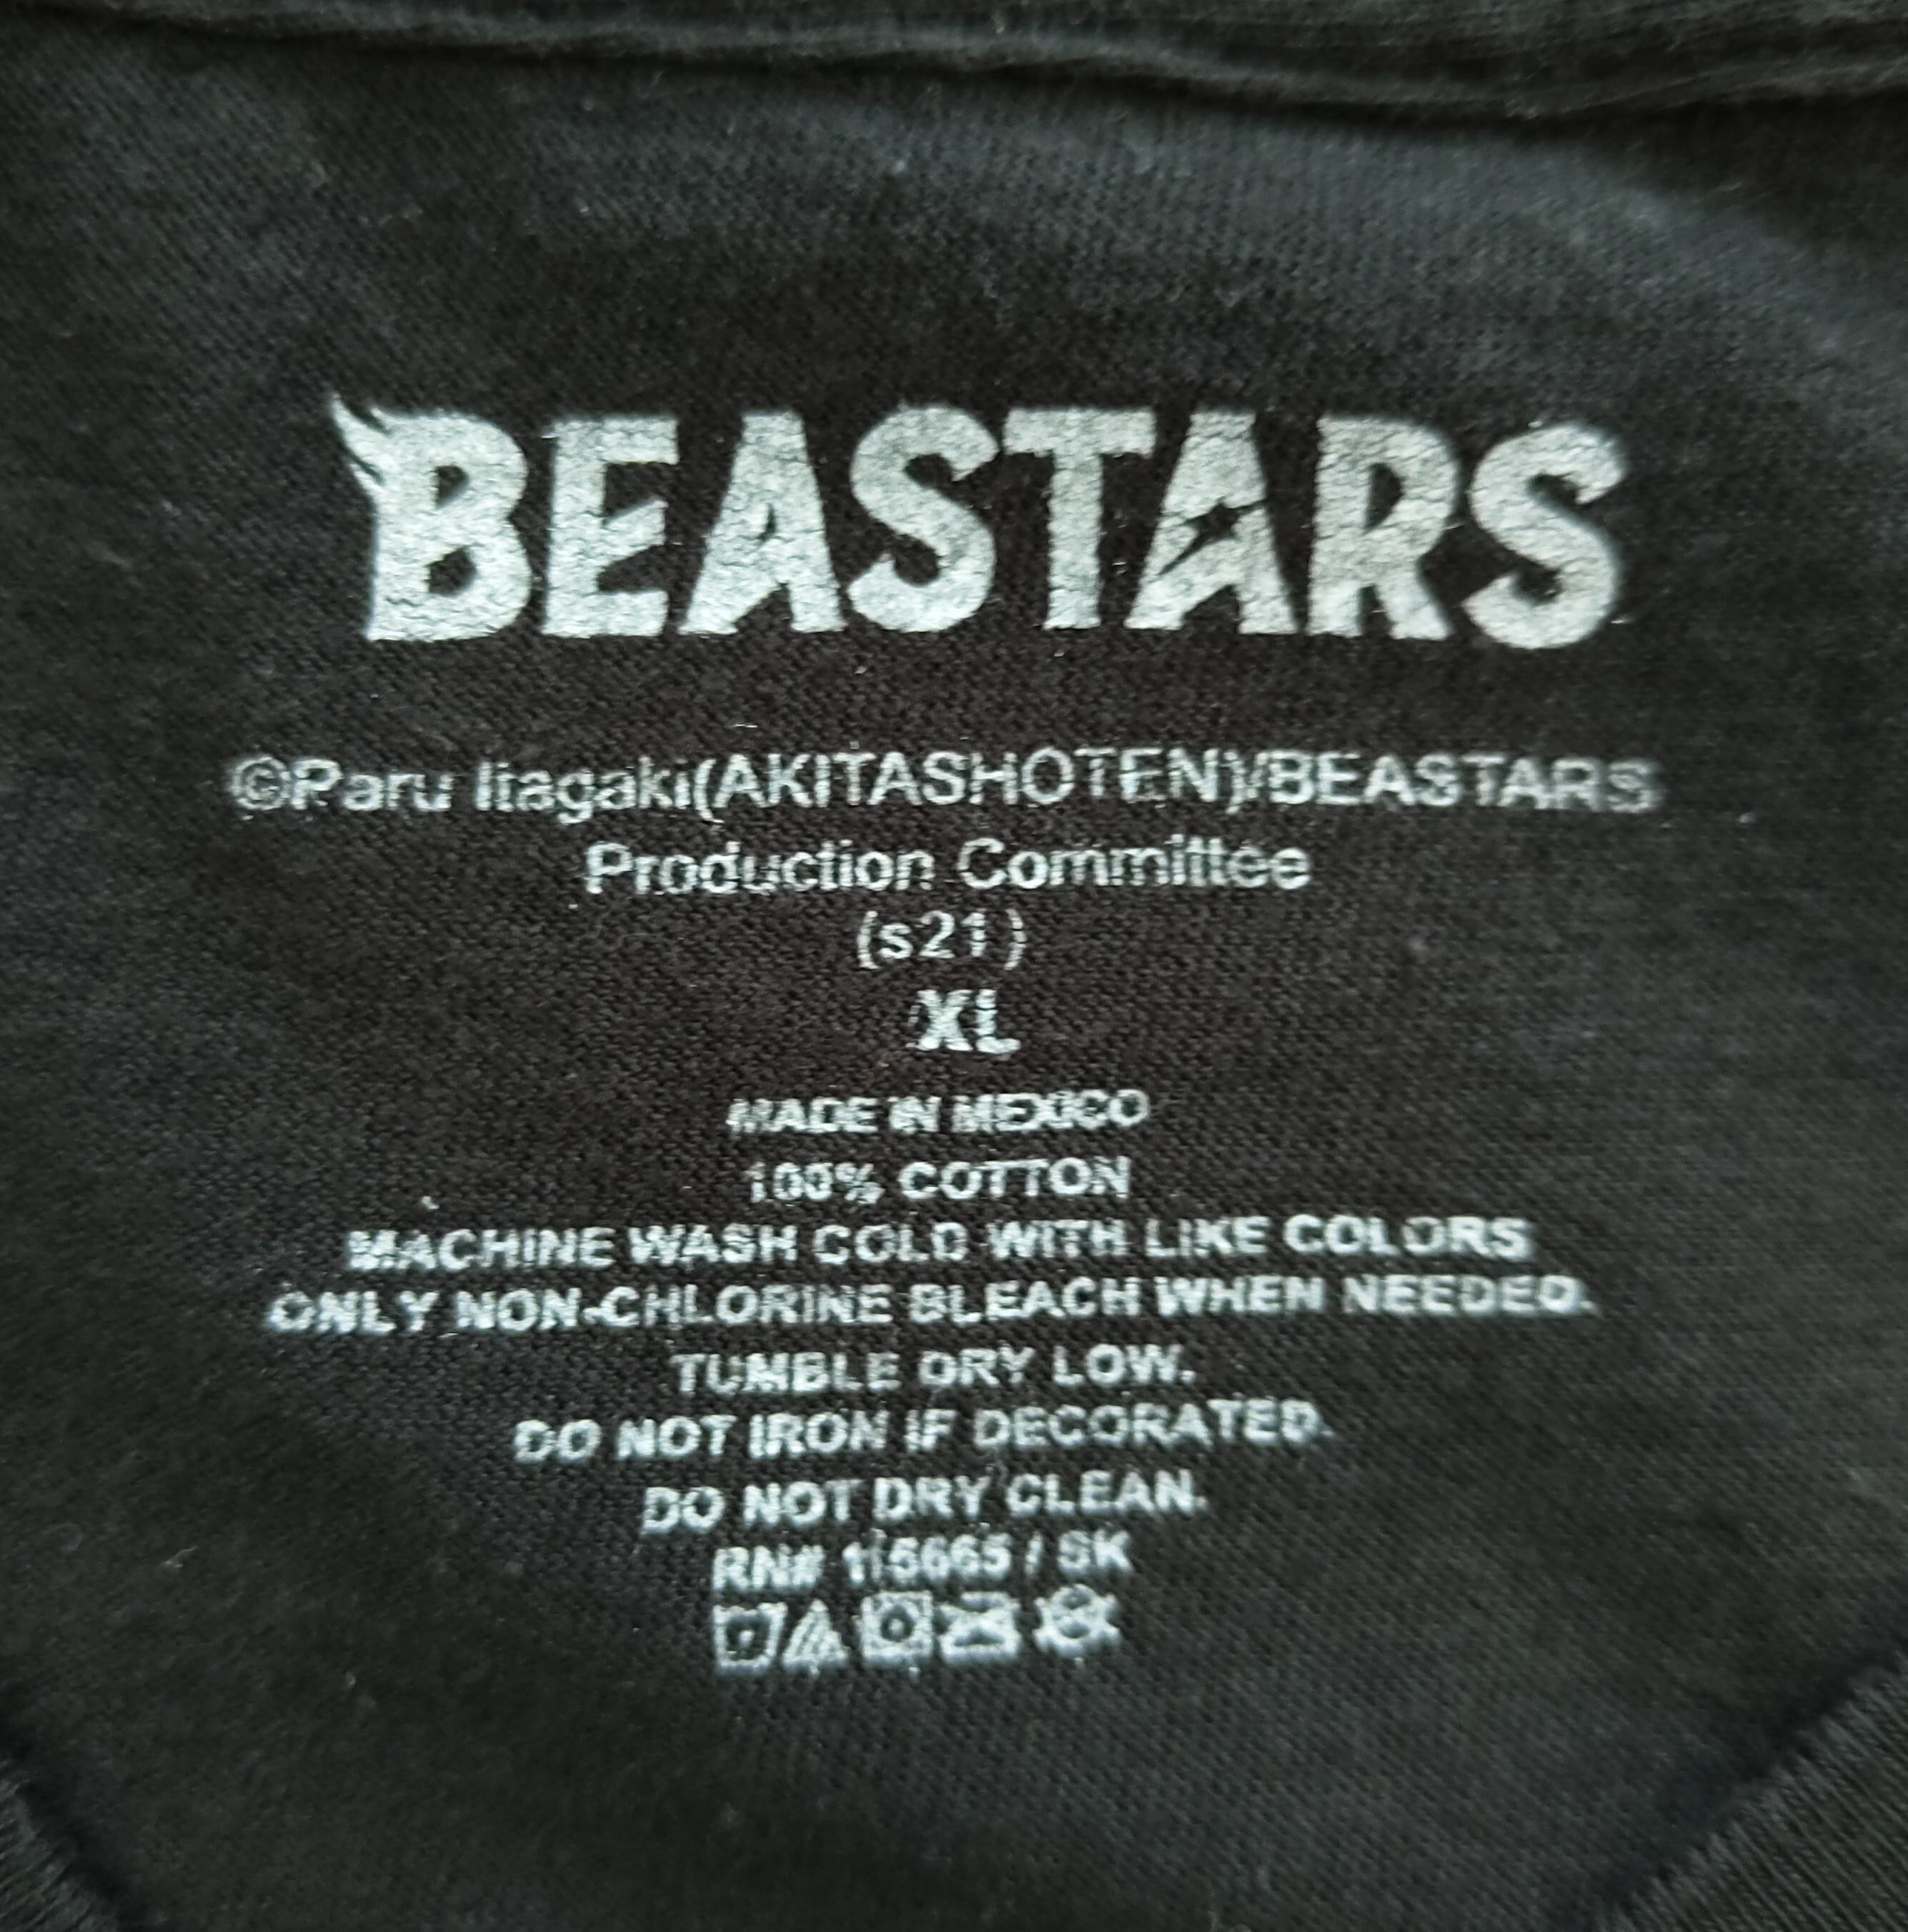 BEASTARS
©Paru Itagaki(AKITASHOTEN)/BEASTARS
Production Committee
(s21)
XL
MADE IN MEXICO
100% COTTON
MACHINE WASH COLD WITH LIKE COLORS
ONLY NON-CHLORINE BLEACH WHEN NEEDED.
TUMBLE DRY LOW.
DO NOT IRON IF DECORATED.
DO NOT DRY CLEAN.
RN# 115665 / SK